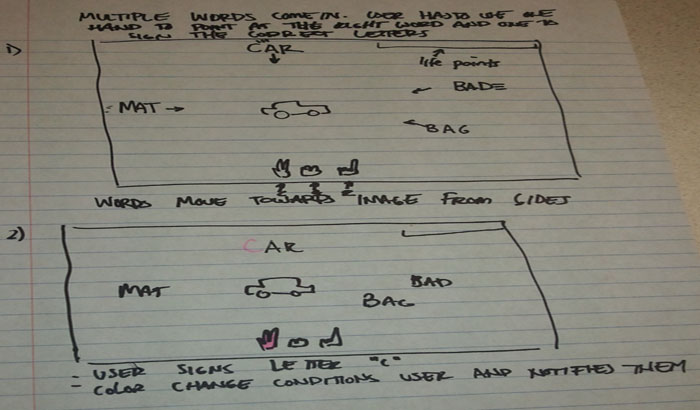 MULTIPLE WORDS COME IN. USER HAS TO USE ONE
HAND TO POINT AT THE RIGHT WORD AND ONE TO
SIGN THE CORRECT LETTERS
1)
CAR
life points
BADE
MAT
BAG
WORDS MOVE TOWARDS IMAGE FROM SIDES
2)
CAR
MAT
BAD
BAG
- USER SIGNS LETTER "C"
- COLOR CHANGE CONDITIONS USER AND NOTIFIES THEM